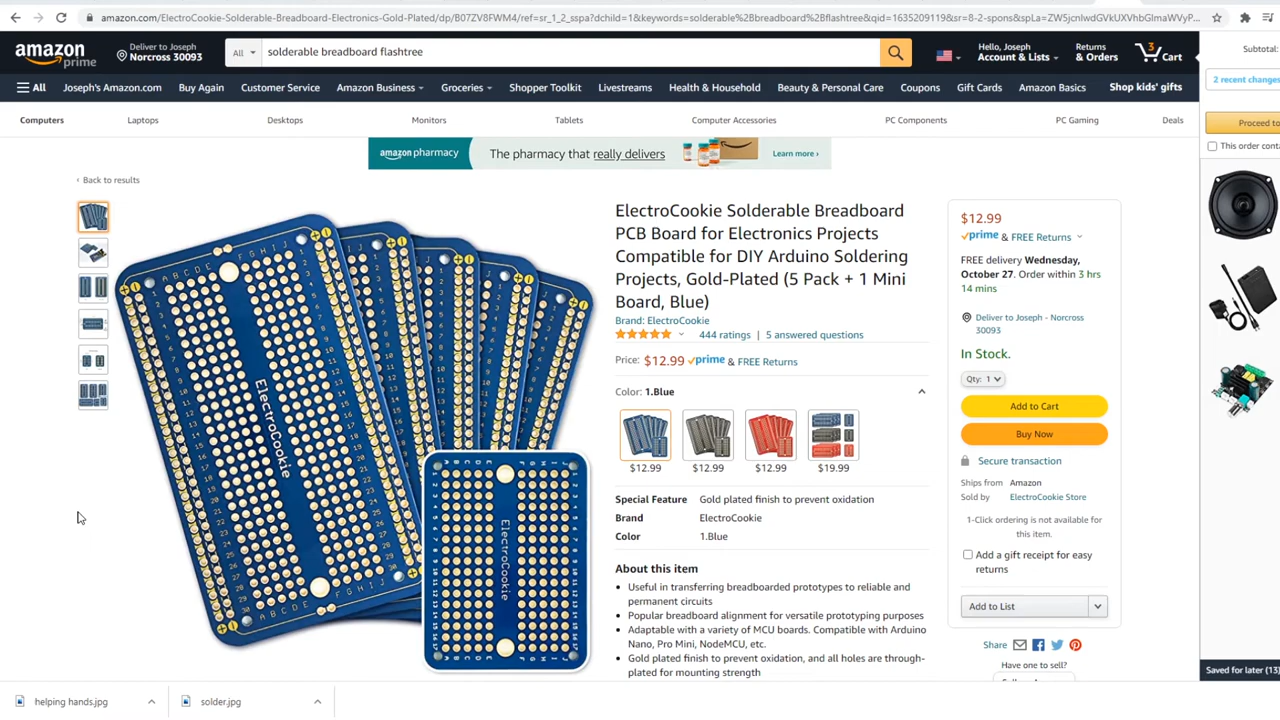 amazon.com/ElectroCookie-Solderable-Breadboard-Electronics-Gold-Plated/dp/B07ZV8FWM4/ref=sr_1_2_sspa?dchild=1&keywords=solderable%2Bbreadboard%2Bflashtree&qid=1635209119&sr=8-2-spons&spLa=ZW5jcnlwdGVkUXVhbGlmaWVyP...
amazon prime
Deliver to Joseph
Norcross 30093
All
solderable breadboard flashtree
Hello, Joseph
Account & Lists
Returns
& Orders
3
Cart
Subtotal:
2 recent changes
All
Joseph's Amazon.com
Buy Again
Customer Service
Amazon Business
Groceries
Shopper Toolkit
Livestreams
Health & Household
Beauty & Personal Care
Coupons
Gift Cards
Amazon Basics
Shop kids' gifts
Computers
Laptops
Desktops
Monitors
Tablets
Computer Accessories
PC Components
PC Gaming
Deals
Proceed to
This order cont
amazon pharmacy
The pharmacy that really delivers
Learn more ›
‹ Back to results
ElectroCookie
ElectroCookie
ElectroCookie Solderable Breadboard
PCB Board for Electronics Projects
Compatible for DIY Arduino Soldering
Projects, Gold-Plated (5 Pack + 1 Mini
Board, Blue)
Brand: ElectroCookie
444 ratings | 5 answered questions
Price: $12.99 prime & FREE Returns
Color: 1.Blue
$12.99
$12.99
$12.99
$19.99
Special Feature Gold plated finish to prevent oxidation
Brand ElectroCookie
Color 1.Blue
About this item
• Useful in transferring breadboarded prototypes to reliable and
permanent circuits
• Popular breadboard alignment for versatile prototyping purposes
• Adaptable with a variety of MCU boards. Compatible with Arduino
Nano, Pro Mini, NodeMCU, etc.
• Gold plated finish to prevent oxidation, and all holes are through-
plated for mounting strength
$12.99
prime & FREE Returns
FREE delivery Wednesday,
October 27. Order within 3 hrs
14 mins
Deliver to Joseph - Norcross
30093
In Stock.
Qty: 1
Add to Cart
Buy Now
Secure transaction
Ships from Amazon
Sold by ElectroCookie Store
1-Click ordering is not available for
this item.
Add a gift receipt for easy
returns
Add to List
Share
Have one to sell?
Saved for later (13)
helping hands.jpg
solder.jpg